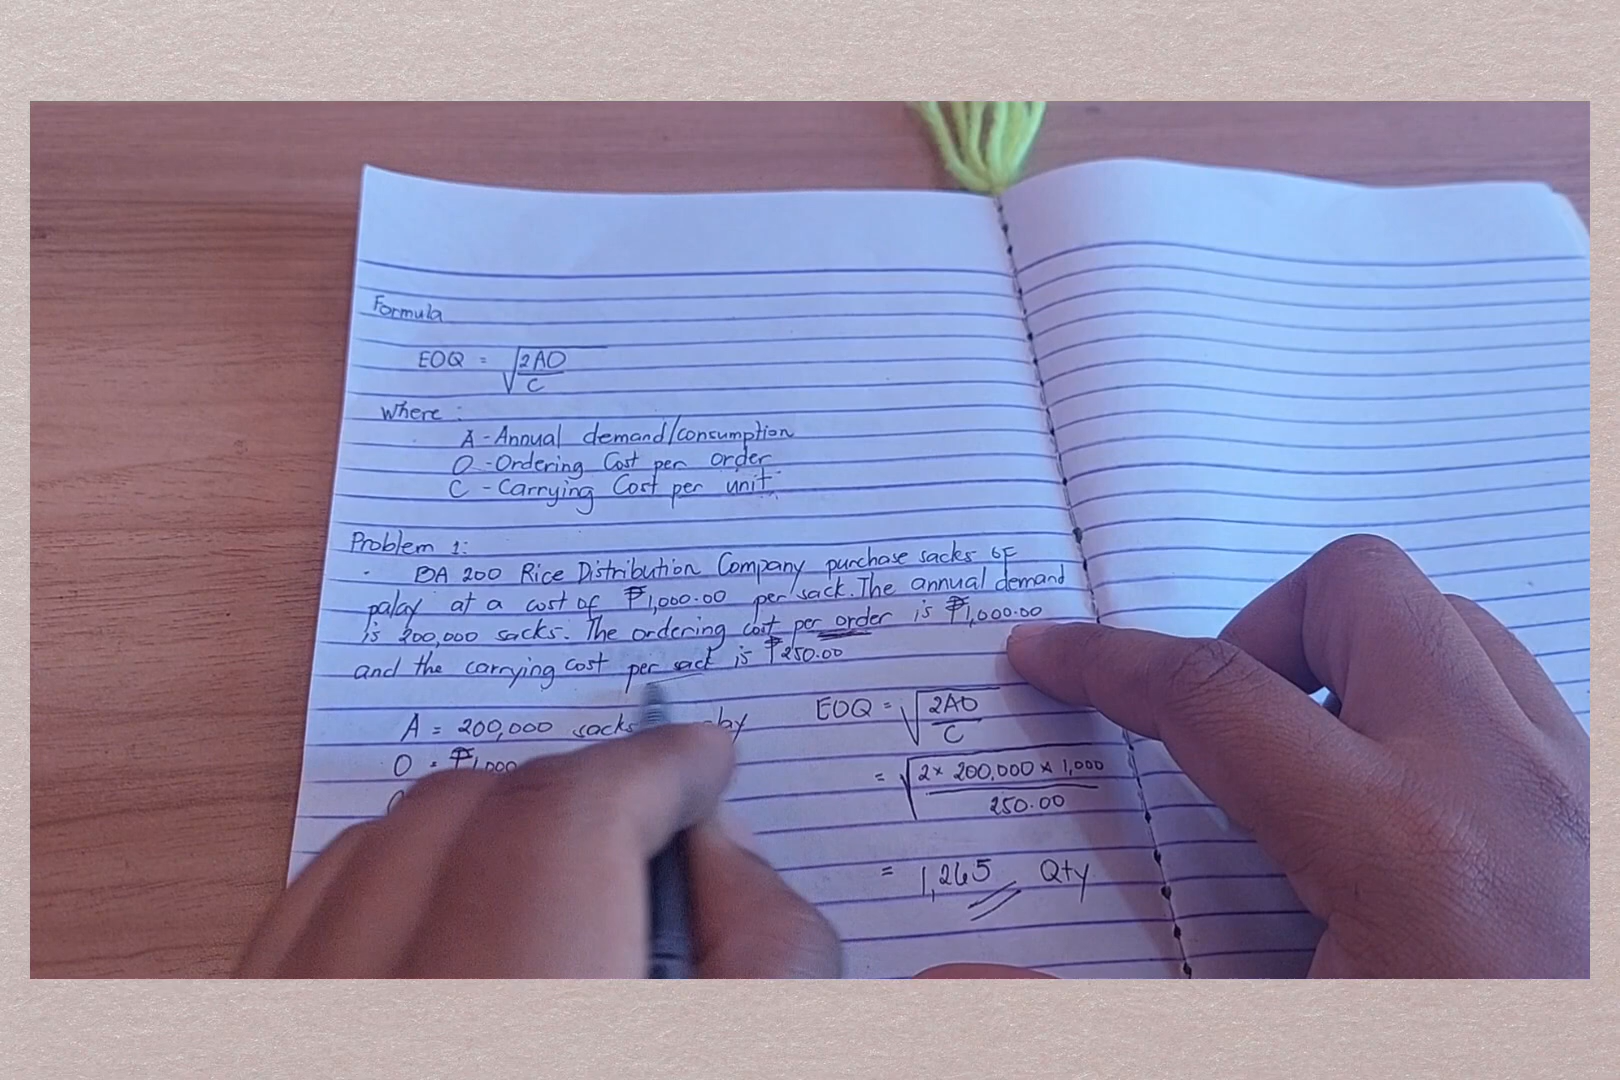 Formula
EOQ = √2AO
C
Where :
A - Annual demand/consumption
O - Ordering Cost per order
C - Carrying Cost per unit
Problem 1:
BA 200 Rice Distribution Company purchase sacks of
palay at a cost of ₱1,000.00 per sack. The annual demand
is 200,000 sacks. The ordering cost per order is ₱1,000.00
and the carrying cost per sack is ₱250.00
A = 200,000 sacks
O = ₱1,000
EOQ = √2AO
C
= √2 x 200,000 x 1,000
250.00
= 1,265 Qty